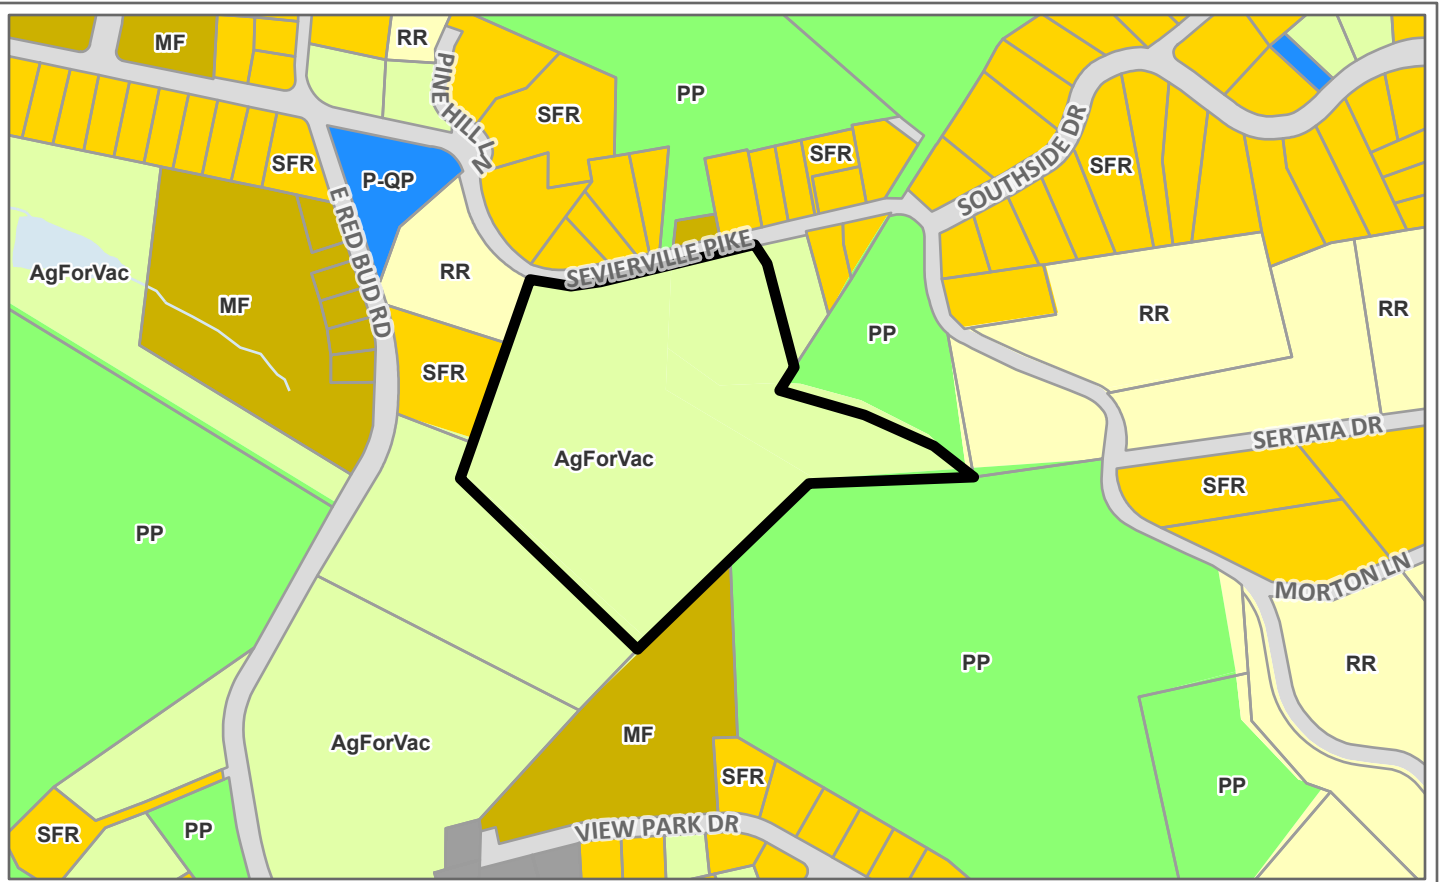 MF
RR
PINE HILL LN
PP
SFR
SFR
SFR
SOUTHSIDE DR
SFR
P-QP
E RED BUD RD
SEVIERVILLE PIKE
AgForVac
RR
MF
PP
RR
RR
SFR
SERTATA DR
AgForVac
SFR
PP
MORTON LN
PP
RR
AgForVac
MF
SFR
PP
SFR
PP
VIEW PARK DR